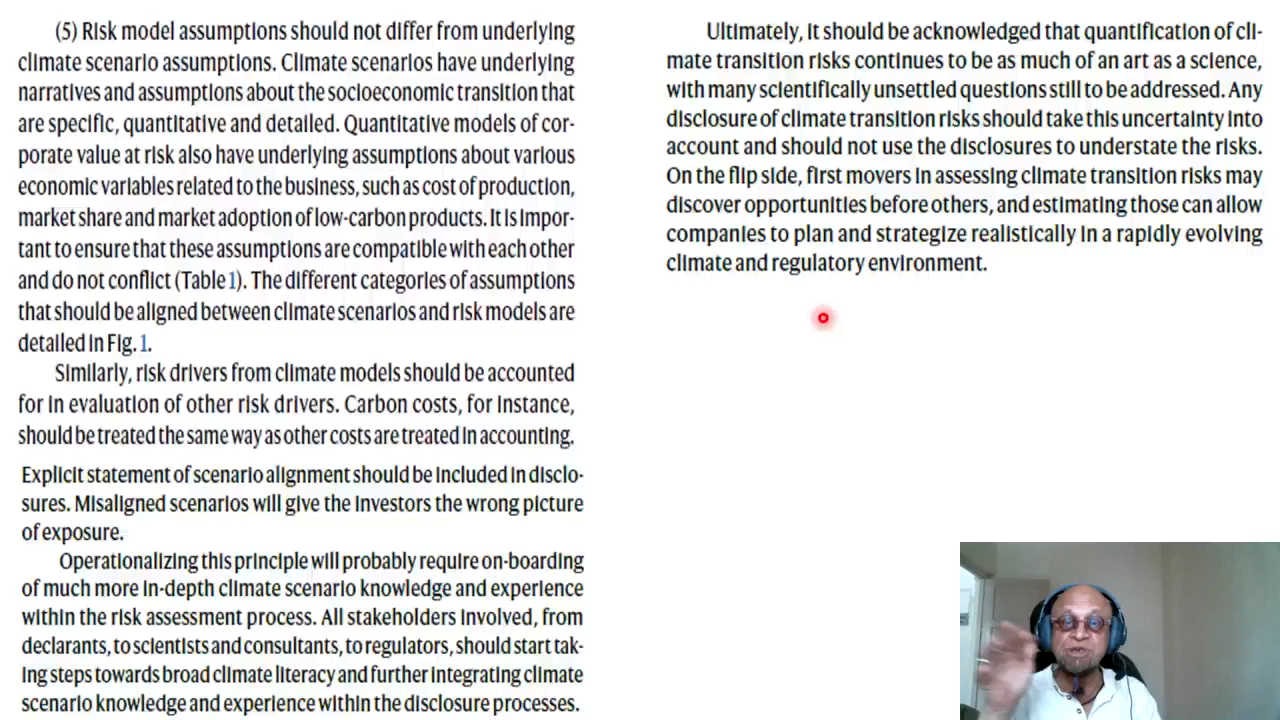 (5) Risk model assumptions should not differ from underlying
climate scenario assumptions. Climate scenarios have underlying
narratives and assumptions about the socioeconomic transition that
are specific, quantitative and detailed. Quantitative models of cor-
porate value at risk also have underlying assumptions about various
economic variables related to the business, such as cost of production,
market share and market adoption of low-carbon products. It is impor-
tant to ensure that these assumptions are compatible with each other
and do not conflict (Table 1). The different categories of assumptions
that should be aligned between climate scenarios and risk models are
detailed in Fig. 1.
Similarly, risk drivers from climate models should be accounted
for in evaluation of other risk drivers. Carbon costs, for instance,
should be treated the same way as other costs are treated in accounting.
Explicit statement of scenario alignment should be included in disclo-
sures. Misaligned scenarios will give the investors the wrong picture
of exposure.
Operationalizing this principle will probably require on-boarding
of much more in-depth climate scenario knowledge and experience
within the risk assessment process. All stakeholders involved, from
declarants, to scientists and consultants, to regulators, should start tak-
ing steps towards broad climate literacy and further integrating climate
scenario knowledge and experience within the disclosure processes.
Ultimately, it should be acknowledged that quantification of cli-
mate transition risks continues to be as much of an art as a science,
with many scientifically unsettled questions still to be addressed. Any
disclosure of climate transition risks should take this uncertainty into
account and should not use the disclosures to understate the risks.
On the flip side, first movers in assessing climate transition risks may
discover opportunities before others, and estimating those can allow
companies to plan and strategize realistically in a rapidly evolving
climate and regulatory environment.